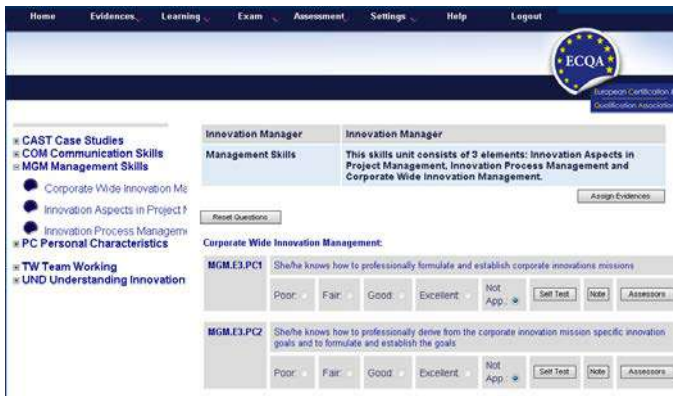 Home Evidences Learning Exam Assessment Settings Help Logout
ECQA
European Certification &
Qualification Association
CAST Case Studies
COM Communication Skills
MGM Management Skills
Corporate Wide Innovation Ma
Innovation Aspects in Project M
Innovation Process Managem
PC Personal Characteristics
TW Team Working
UND Understanding Innovation
Innovation Manager Innovation Manager
Management Skills This skills unit consists of 3 elements: Innovation Aspects in
Project Management, Innovation Process Management and
Corporate Wide Innovation Management.
Assign Evidences
Reset Questions
Corporate Wide Innovation Management:
MGM.E3.PC1 She/he knows how to professionally formulate and establish corporate innovations missions
Poor: Fair: Good: Excellent: Not App.: Self Test Note Assessors
MGM.E3.PC2 She/he knows how to professionally derive from the corporate innovation mission specific innovation
goals and to formulate and establish the goals
Poor: Fair: Good: Excellent: Not App.: Self Test Note Assessors